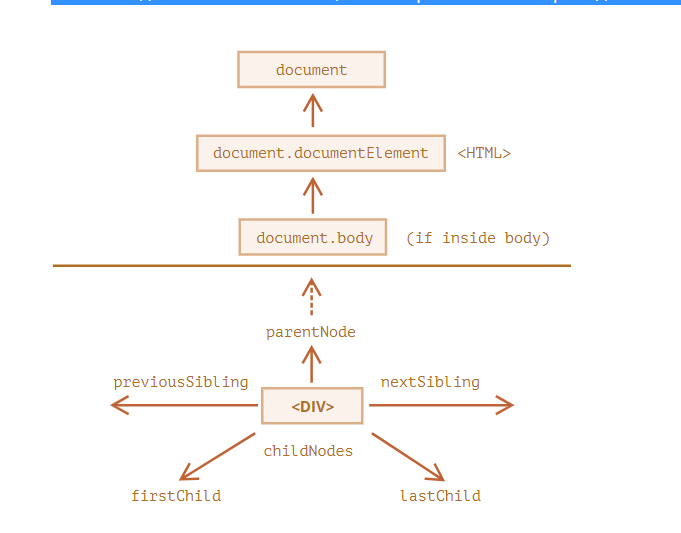 document
document.documentElement <HTML>
document.body (if inside body)
parentNode
previousSibling nextSibling
<DIV>
childNodes
firstChild lastChild